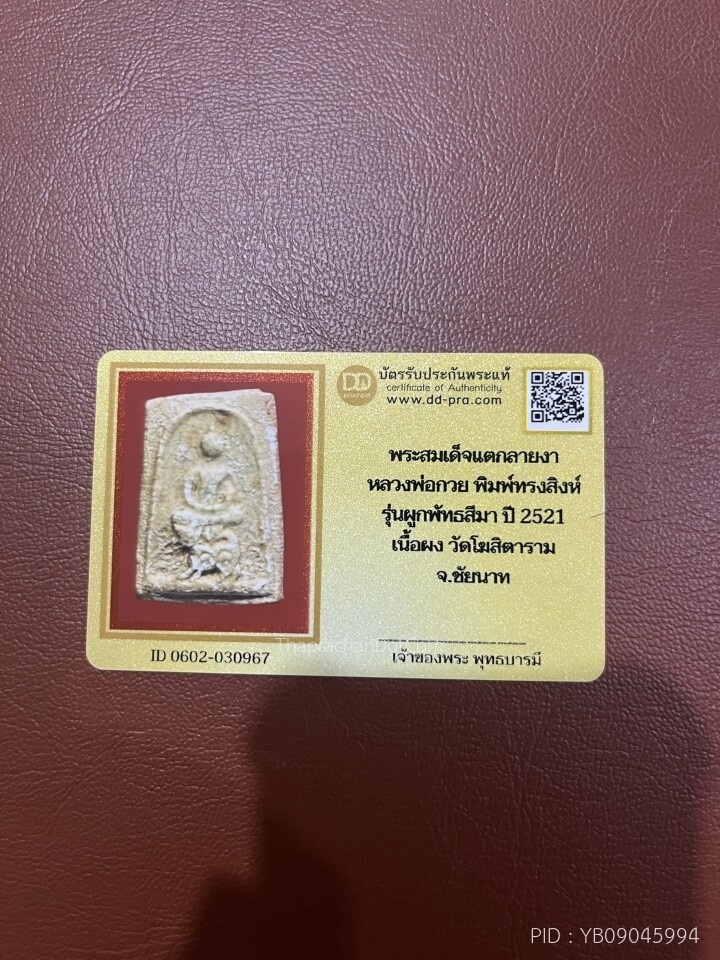 DD
บัตรรับประกันพระแท้
certificate of Authenticity
www.dd-pra.com
พระสมเด็จแตกลายงา
หลวงพ่อกวย พิมพ์ทรงสิงห์
รุ่นผูกพัทธสีมา ปี 2521
เนื้อผง วัดโฆสิตาราม
จ.ชัยนาท
ID 0602-030967
เจ้าของพระ พุทธบารมี
PID : YB09045994